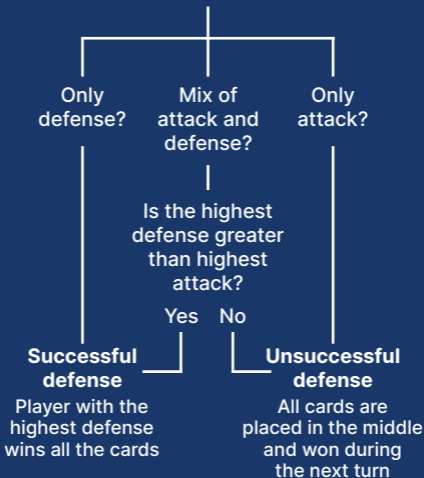 Only
defense?
Mix of
attack and
defense?
Only
attack?
Is the highest
defense greater
than highest
attack?
Yes
No
Successful
defense
Player with the
highest defense
wins all the cards
Unsuccessful
defense
All cards are
placed in the middle
and won during
the next turn